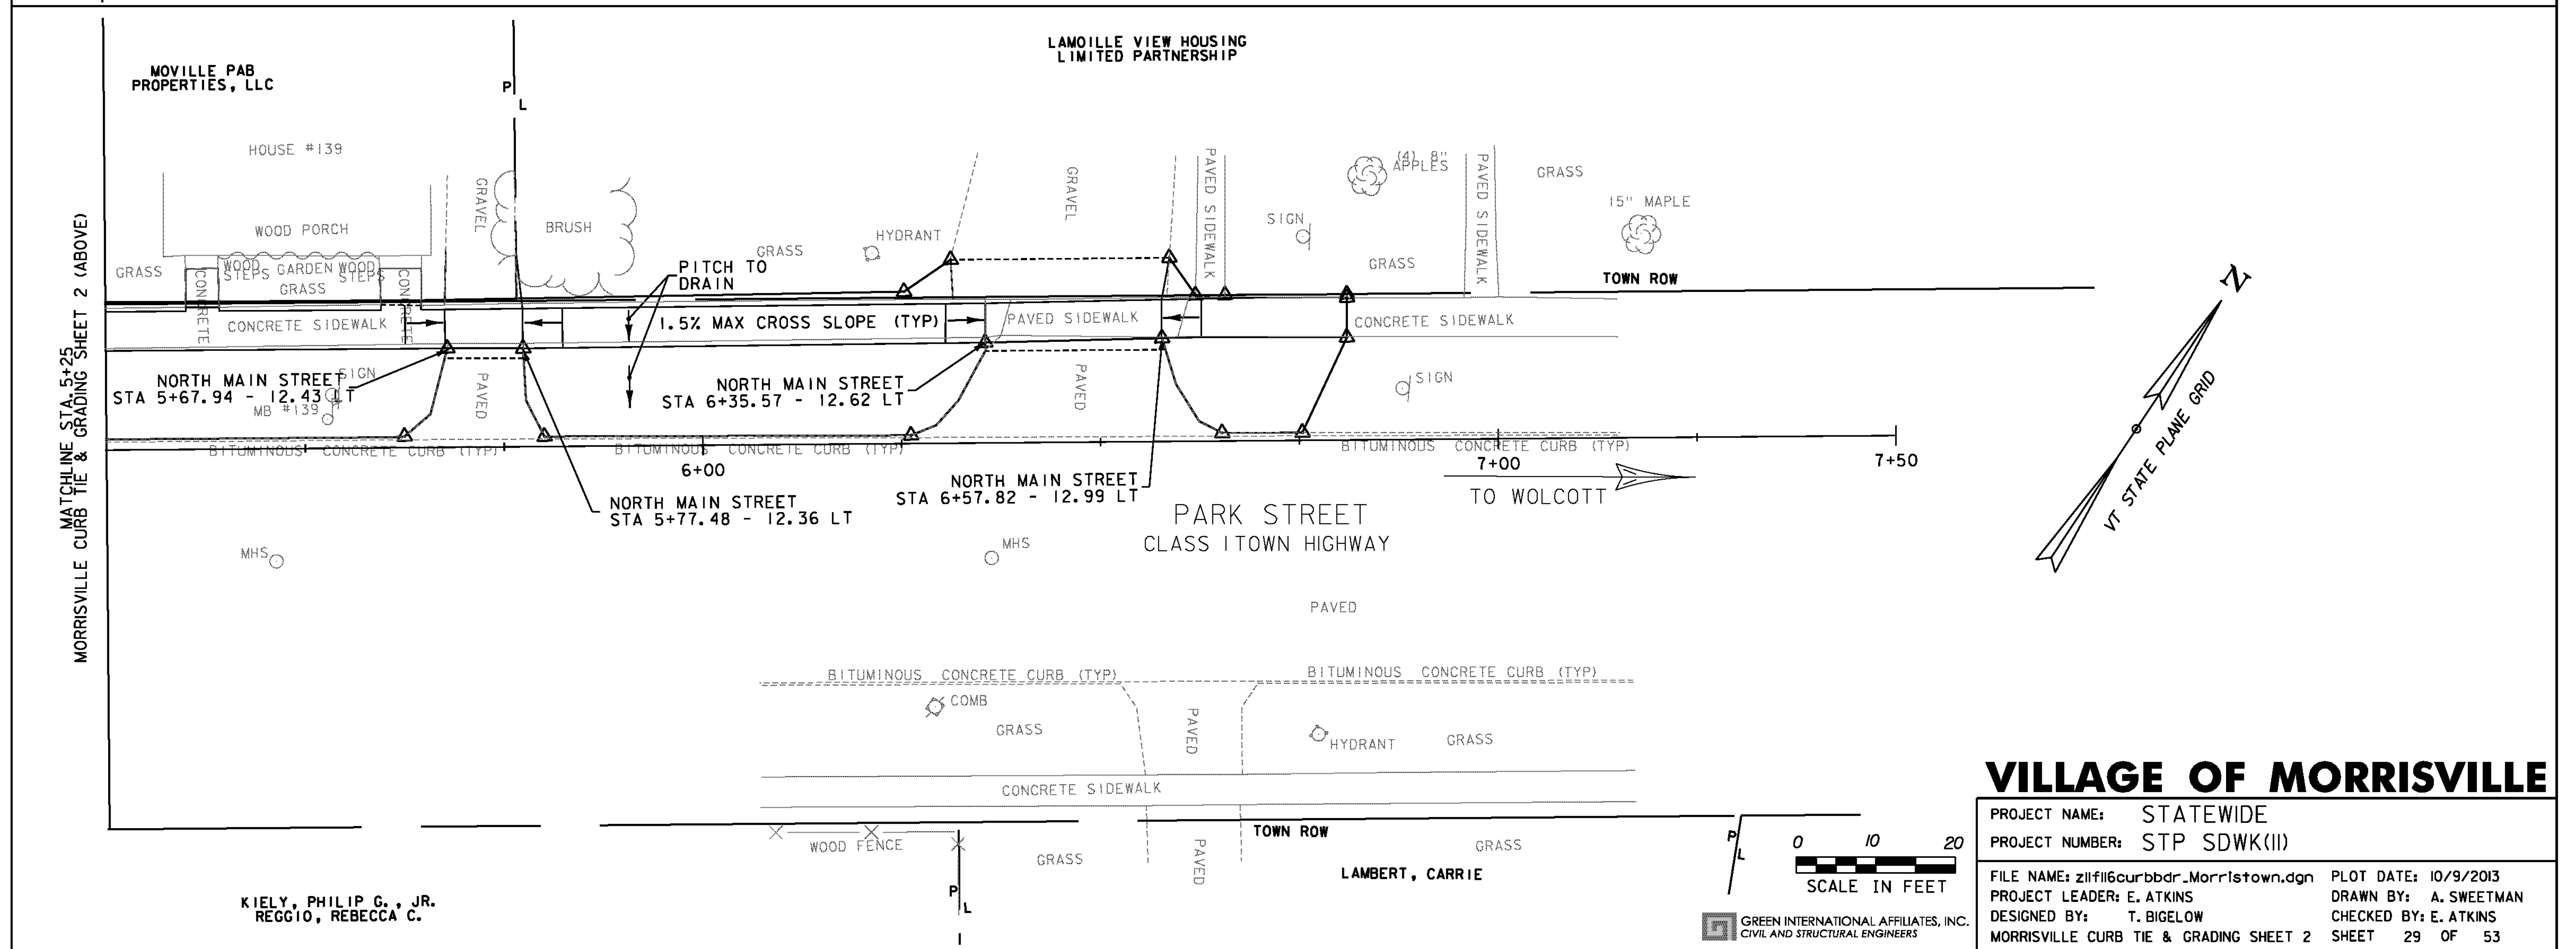 LAMOILLE VIEW HOUSING
LIMITED PARTNERSHIP
MOVILLE PAB
PROPERTIES, LLC
P
L
HOUSE #139
WOOD PORCH
GRASS
WOOD
STEPS
GARDEN
WOOD
STEPS
GRASS
CONCRETE
CONCRETE
GRAVEL
BRUSH
GRASS
HYDRANT
GRAVEL
PAVED SIDEWALK
(4) 8"
APPLES
SIGN
GRASS
PAVED SIDEWALK
GRASS
15" MAPLE
TOWN ROW
PITCH TO
DRAIN
CONCRETE SIDEWALK
1.5% MAX CROSS SLOPE (TYP)
PAVED SIDEWALK
CONCRETE SIDEWALK
MATCHLINE STA. 5+25
MORRISVILLE CURB TIE & GRADING SHEET 2 (ABOVE)
NORTH MAIN STREET
STA 5+67.94 - 12.43 LT
SIGN
MB #139
PAVED
NORTH MAIN STREET
STA 6+35.57 - 12.62 LT
PAVED
SIGN
BITUMINOUS CONCRETE CURB (TYP)
BITUMINOUS CONCRETE CURB (TYP)
BITUMINOUS CONCRETE CURB (TYP)
6+00
7+00
7+50
NORTH MAIN STREET
STA 5+77.48 - 12.36 LT
NORTH MAIN STREET
STA 6+57.82 - 12.99 LT
TO WOLCOTT
PARK STREET
CLASS I TOWN HIGHWAY
MHS
MHS
PAVED
N
VT STATE PLANE GRID
BITUMINOUS CONCRETE CURB (TYP)
BITUMINOUS CONCRETE CURB (TYP)
COMB
GRASS
PAVED
HYDRANT
GRASS
CONCRETE SIDEWALK
TOWN ROW
WOOD FENCE
GRASS
PAVED
GRASS
LAMBERT, CARRIE
P
L
P
L
KIELY, PHILIP G., JR.
REGGIO, REBECCA C.
0 10 20
SCALE IN FEET
GREEN INTERNATIONAL AFFILIATES, INC.
CIVIL AND STRUCTURAL ENGINEERS
VILLAGE OF MORRISVILLE
PROJECT NAME: STATEWIDE
PROJECT NUMBER: STP SDWK(11)
FILE NAME: z11f116curbbdr_Morristown.dgn PLOT DATE: 10/9/2013
PROJECT LEADER: E. ATKINS DRAWN BY: A. SWEETMAN
DESIGNED BY: T. BIGELOW CHECKED BY: E. ATKINS
MORRISVILLE CURB TIE & GRADING SHEET 2 SHEET 29 OF 53